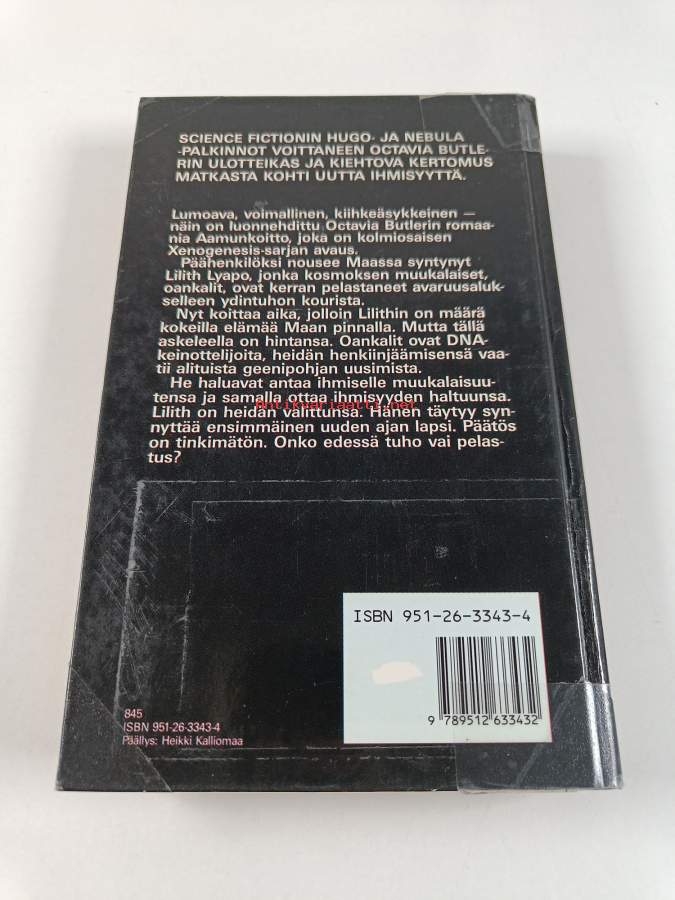 SCIENCE FICTIONIN HUGO- JA NEBULA
-PALKINNOT VOITTANEEN OCTAVIA BUTLE-
RIN ULOTTEIKAS JA KIEHTOVA KERTOMUS
MATKASTA KOHTI UUTTA IHMISYYTTÄ.
Lumoava, voimallinen, kiihkeäsykkeinen —
näin on luonnehdittu Octavia Butlerin romaa-
nia Aamunkoitto, joka on kolmiosaisen
Xenogenesis-sarjan avaus.
Päähenkilöksi nousee Maassa syntynyt
Lilith Lyapo, jonka kosmoksen muukalaiset,
oankalit, ovat kerran pelastaneet avaruusaluk-
selleen ydintuhon kourista.
Nyt koittaa aika, jolloin Lilithin on määrä
kokeilla elämää Maan pinnalla. Mutta tällä
askeleella on hintansa. Oankalit ovat DNA-
keinottelijoita, heidän henkiinjäämisensä vaa-
tii alituista geenipohjan uusimista.
He haluavat antaa ihmiselle muukalaisuu-
tensa ja samalla ottaa ihmisyyden haltuunsa.
Antikvariaatti.net
Lilith on heidän valittunsa. Hänen täytyy syn-
nyttää ensimmäinen uuden ajan lapsi. Päätös
on tinkimätön. Onko edessä tuho vai pelas-
tus?
ISBN 951-26-3343-4
9 789512 633432
845
ISBN 951-26-3343-4
Päällys: Heikki Kalliomaa